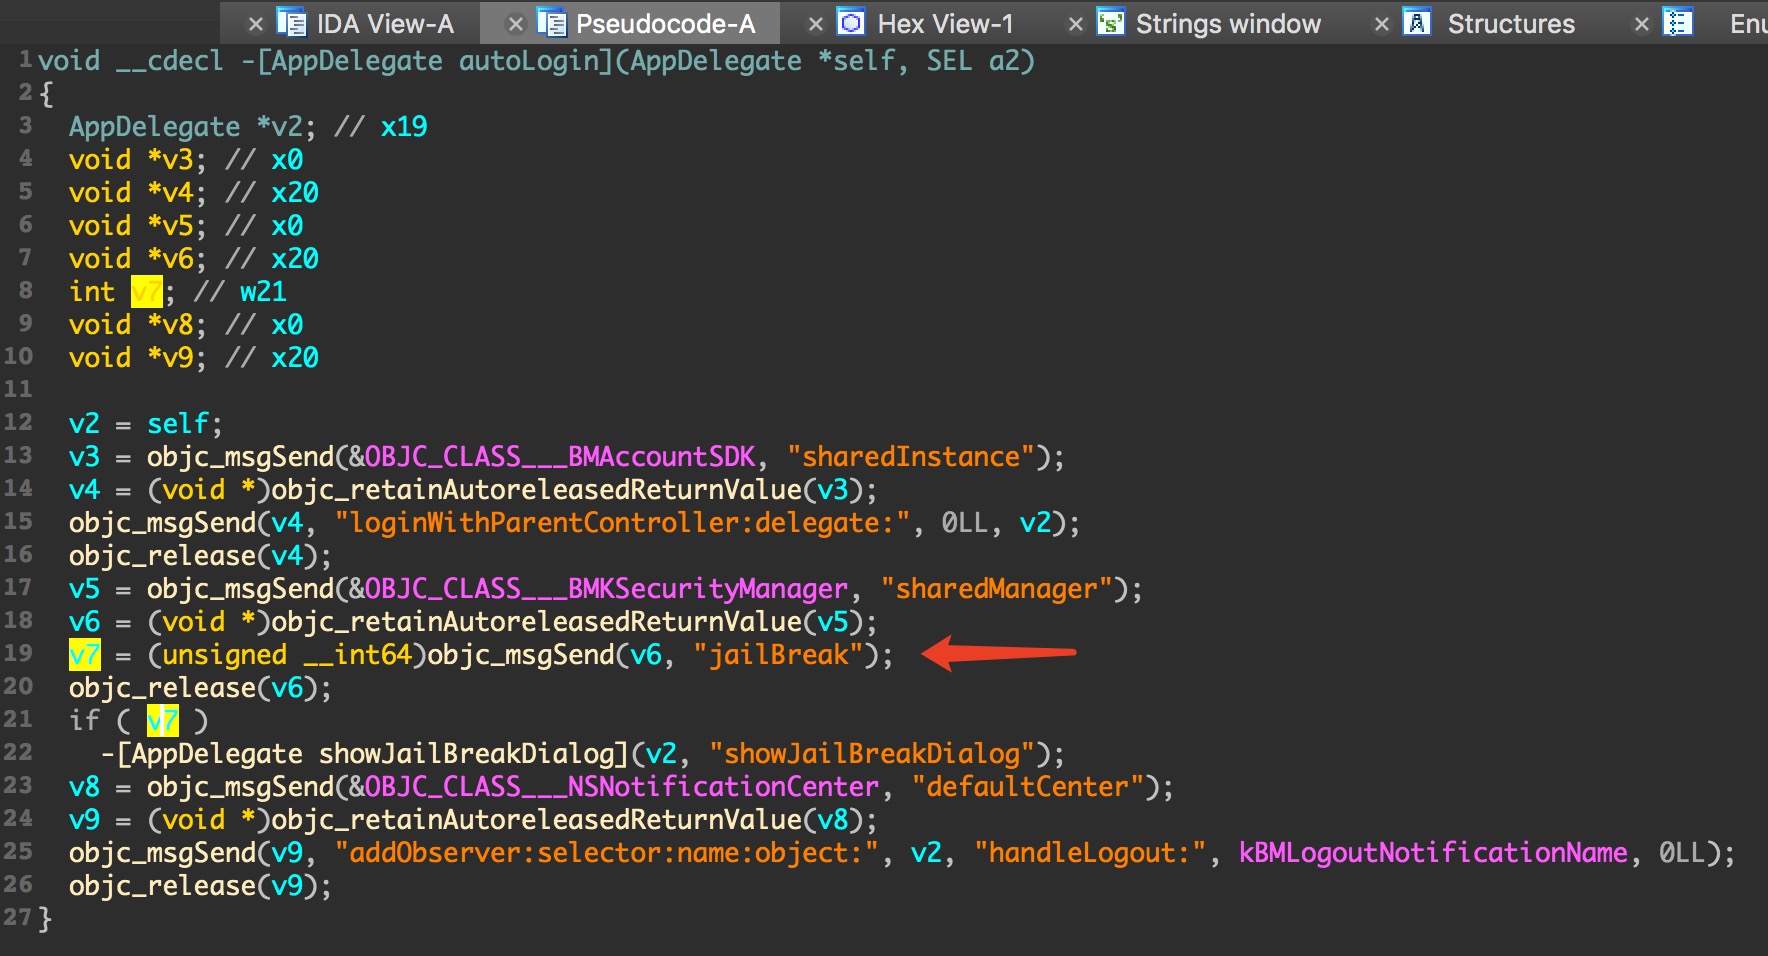 IDA View-A Pseudocode-A Hex View-1 's' Strings window A Structures Enu
1 void __cdecl -[AppDelegate autoLogin](AppDelegate *self, SEL a2)
2 {
3 AppDelegate *v2; // x19
4 void *v3; // x0
5 void *v4; // x20
6 void *v5; // x0
7 void *v6; // x20
8 int v7; // w21
9 void *v8; // x0
10 void *v9; // x20
11
12 v2 = self;
13 v3 = objc_msgSend(&OBJC_CLASS___BMAccountSDK, "sharedInstance");
14 v4 = (void *)objc_retainAutoreleasedReturnValue(v3);
15 objc_msgSend(v4, "loginWithParentController:delegate:", 0LL, v2);
16 objc_release(v4);
17 v5 = objc_msgSend(&OBJC_CLASS___BMKSecurityManager, "sharedManager");
18 v6 = (void *)objc_retainAutoreleasedReturnValue(v5);
19 v7 = (unsigned __int64)objc_msgSend(v6, "jailBreak");
20 objc_release(v6);
21 if ( v7 )
22 -[AppDelegate showJailBreakDialog](v2, "showJailBreakDialog");
23 v8 = objc_msgSend(&OBJC_CLASS___NSNotificationCenter, "defaultCenter");
24 v9 = (void *)objc_retainAutoreleasedReturnValue(v8);
25 objc_msgSend(v9, "addObserver:selector:name:object:", v2, "handleLogout:", kBMLogoutNotificationName, 0LL);
26 objc_release(v9);
27 }